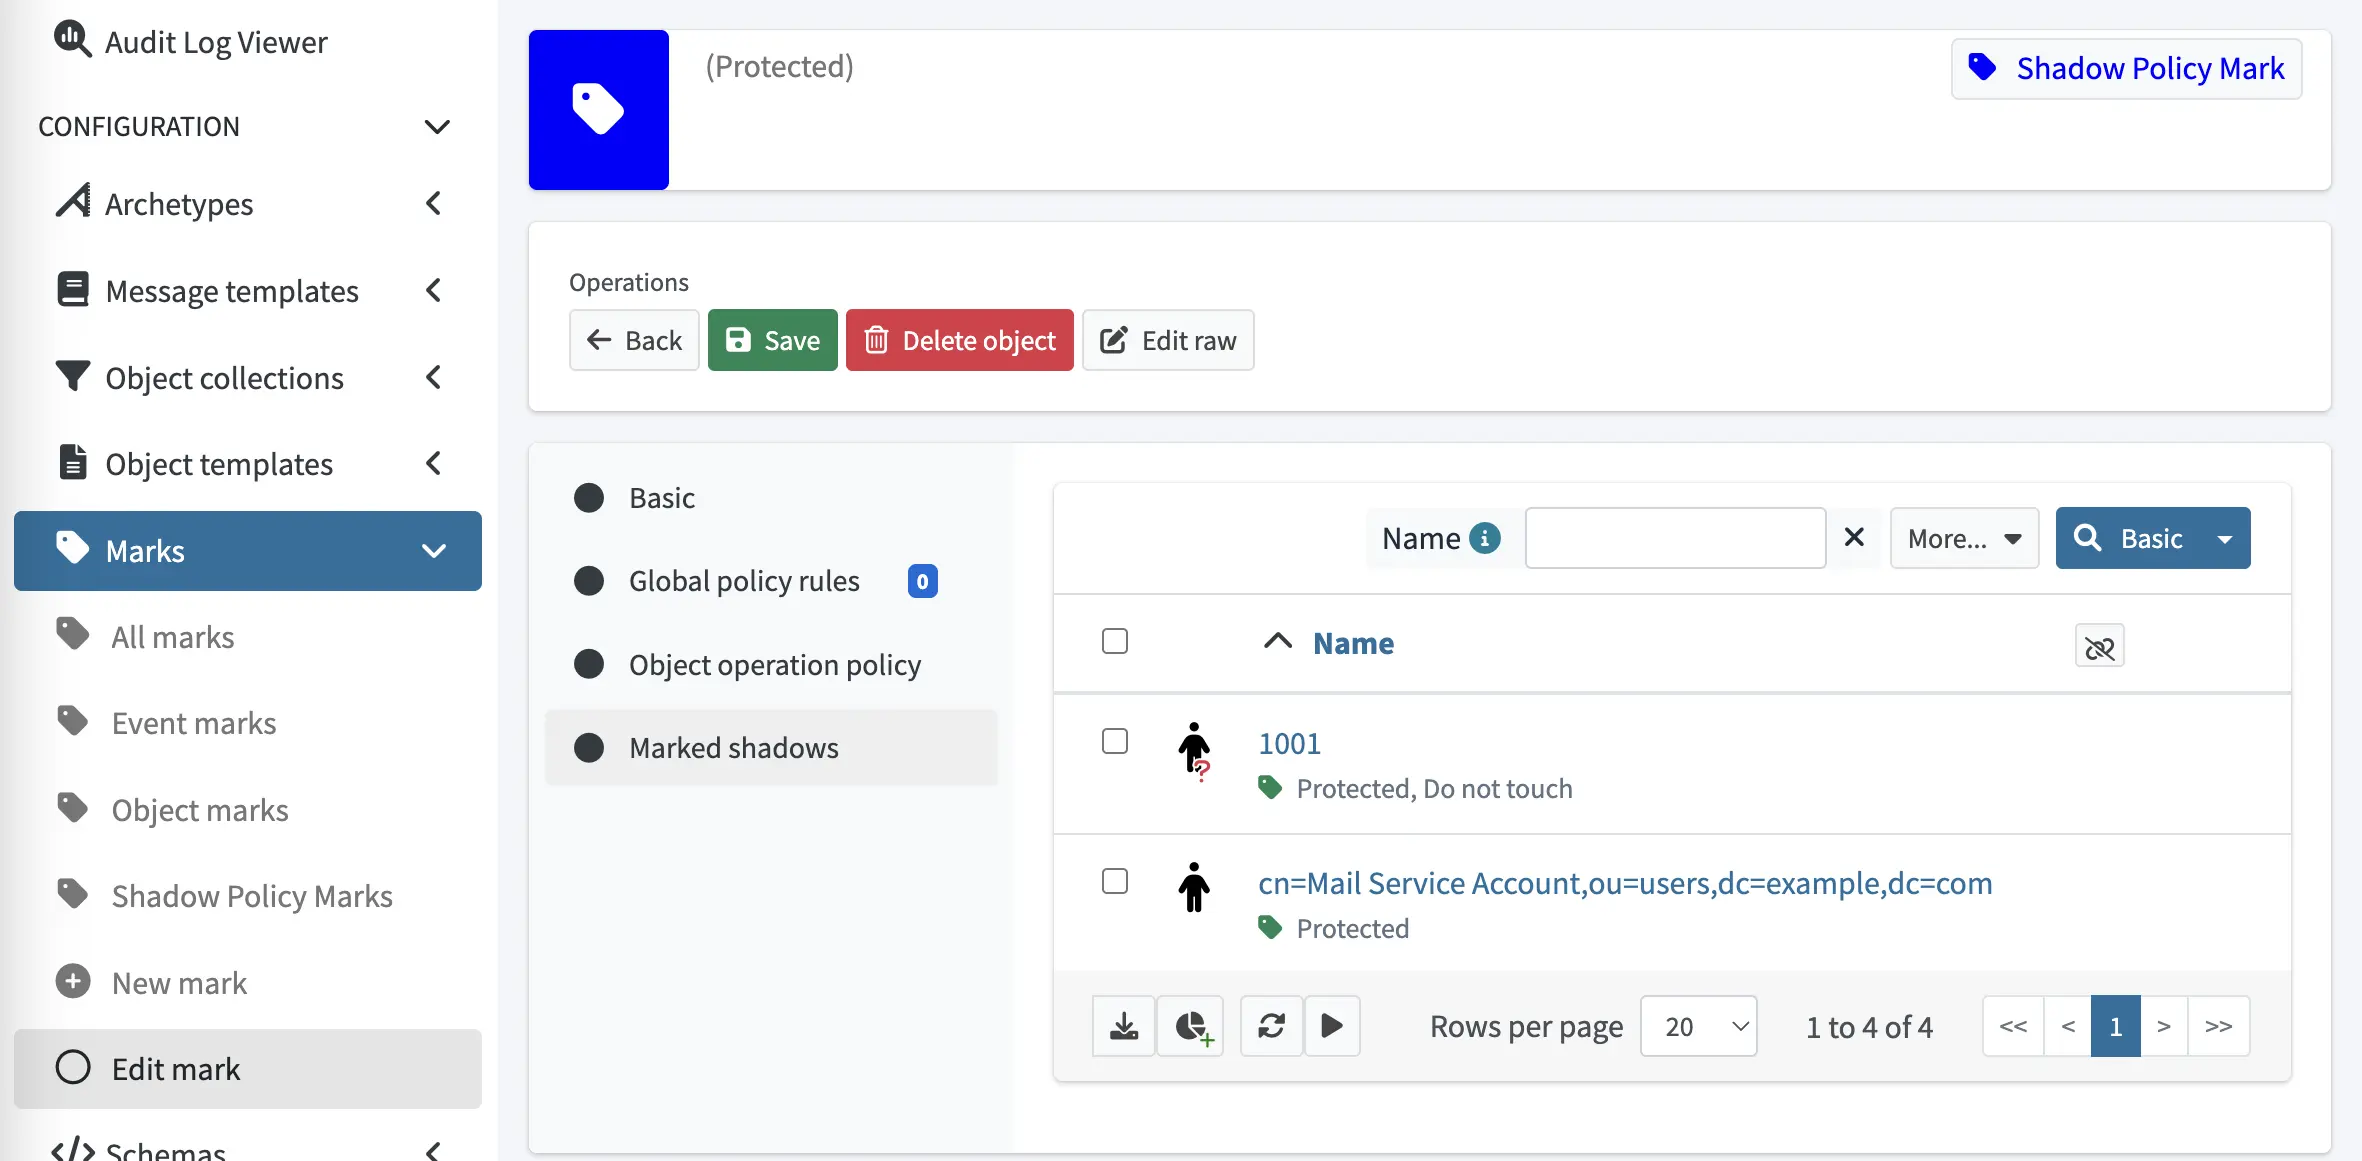 Audit Log Viewer
CONFIGURATION
Archetypes
Message templates
Object collections
Object templates
Marks
All marks
Event marks
Object marks
Shadow Policy Marks
New mark
Edit mark
Schemas
(Protected)
Shadow Policy Mark
Operations
Back
Save
Delete object
Edit raw
Basic
Global policy rules 0
Object operation policy
Marked shadows
Name
More...
Basic
Name
1001
Protected, Do not touch
cn=Mail Service Account,ou=users,dc=example,dc=com
Protected
Rows per page 20 1 to 4 of 4 << < 1 > >>